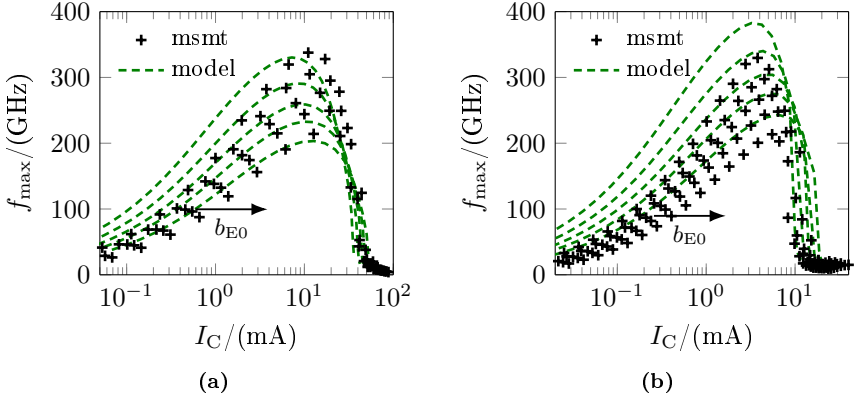 400
300
200
100
0
f_max/(GHz)
msmt
model
b_E0
10^−1 10^0 10^1 10^2
I_C/(mA)
(a)
400
300
200
100
0
f_max/(GHz)
msmt
model
b_E0
10^−1 10^0 10^1
I_C/(mA)
(b)